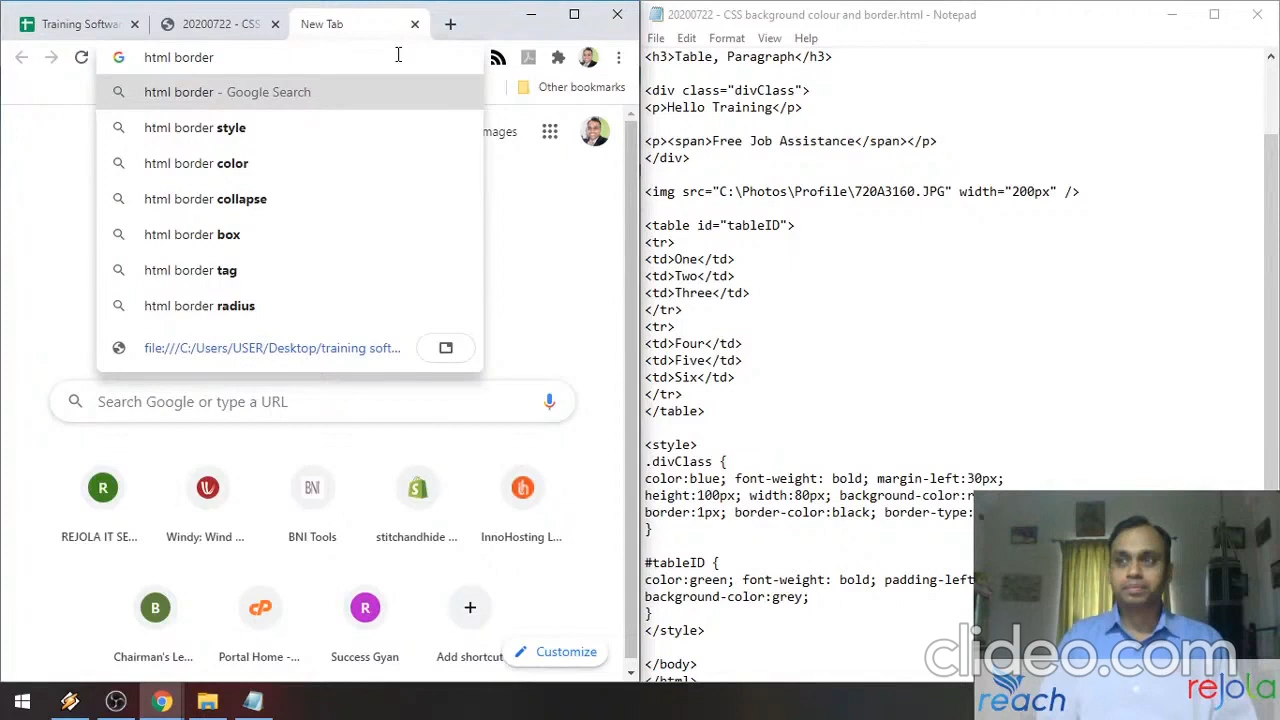 Training Softwa
20200722 - CSS
New Tab
html border
html border - Google Search
html border style
html border color
html border collapse
html border box
html border tag
html border radius
file:///C:/Users/USER/Desktop/training soft...
Other bookmarks
mages
Search Google or type a URL
REJOLA IT SE...
Windy: Wind ...
BNI Tools
stitchandhide ...
InnoHosting L...
R
BNI
B
cP
R
Chairman's Le...
Portal Home -...
Success Gyan
Add shortcu
Customize
20200722 - CSS background colour and border.html - Notepad
File Edit Format View Help
<h3>Table, Paragraph</h3>
<div class="divClass">
<p>Hello Training</p>
<p><span>Free Job Assistance</span></p>
</div>
<img src="C:\Photos\Profile\720A3160.JPG" width="200px" />
<table id="tableID">
<tr>
<td>One</td>
<td>Two</td>
<td>Three</td>
</tr>
<tr>
<td>Four</td>
<td>Five</td>
<td>Six</td>
</tr>
</table>
<style>
.divClass {
color:blue; font-weight: bold; margin-left:30px;
height:100px; width:80px; background-color:r
border:1px; border-color:black; border-type:
}
#tableID {
color:green; font-weight: bold; padding-left
background-color:grey;
}
</style>
</body>
</html>
clideo.com
reach
rejola